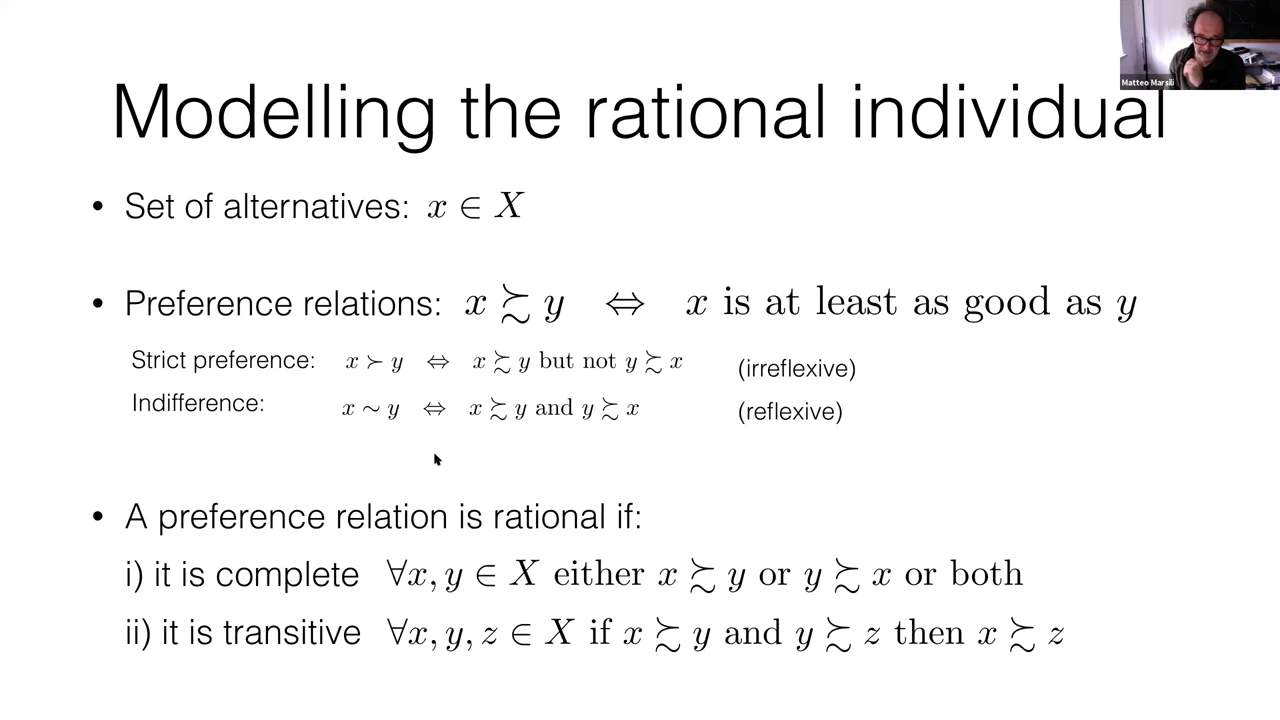 Matteo Marsili
Modelling the rational individual
• Set of alternatives: x ∈ X
• Preference relations: x ≿ y ⇔ x is at least as good as y
Strict preference: x ≻ y ⇔ x ≿ y but not y ≿ x (irreflexive)
Indifference: x ∼ y ⇔ x ≿ y and y ≿ x (reflexive)
• A preference relation is rational if:
i) it is complete ∀x, y ∈ X either x ≿ y or y ≿ x or both
ii) it is transitive ∀x, y, z ∈ X if x ≿ y and y ≿ z then x ≿ z